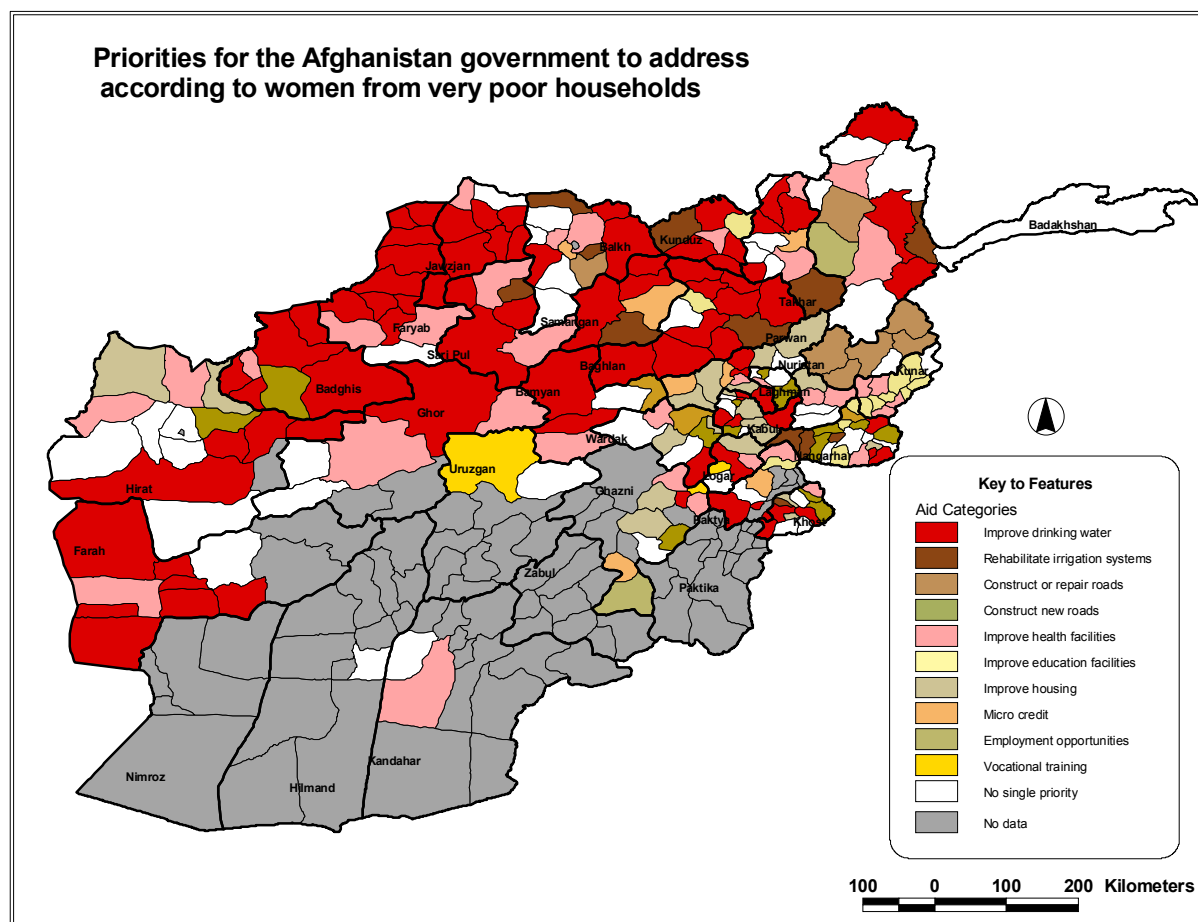 Priorities for the Afghanistan government to address
according to women from very poor households
Badakhshan
Kunduz
Balkh
Jawzjan
Takhar
Samangan
Faryab
Parwan
Sari Pul
Baghlan
Nuristan
Kunar
Badghis
Bamyan
Laghman
Ghor
Kabul
Wardak
Nangarhar
Uruzgan
Logar
Hirat
Ghazni
Paktya
Khost
Farah
Zabul
Paktika
Kandahar
Nimroz
Hilmand
Key to Features
Aid Categories
Improve drinking water
Rehabilitate irrigation systems
Construct or repair roads
Construct new roads
Improve health facilities
Improve education facilities
Improve housing
Micro credit
Employment opportunities
Vocational training
No single priority
No data
100 0 100 200 Kilometers